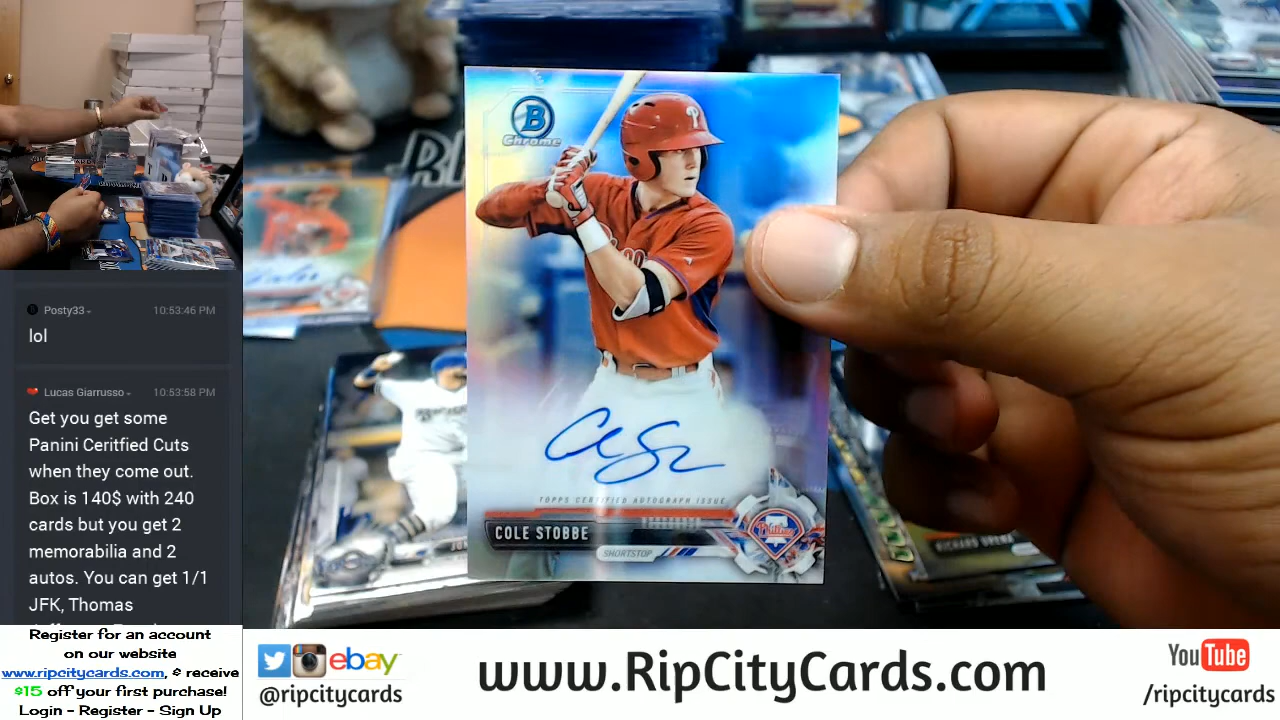 Posty33
10:53:46 PM
lol
Lucas Giarrusso
10:53:58 PM
Get you get some
Panini Ceritfied Cuts
when they come out.
Box is 140$ with 240
cards but you get 2
memorabilia and 2
autos. You can get 1/1
JFK, Thomas
Register for an account
on our website
www.ripcitycards.com, & receive
$15 off your first purchase!
Login - Register - Sign Up
B
Chrome
P
TOPPS CERTIFIED AUTOGRAPH ISSUE
COLE STOBBE
SHORTSTOP
Phillies
ebay
@ripcitycards
www.RipCityCards.com
YouTube
/ripcitycards